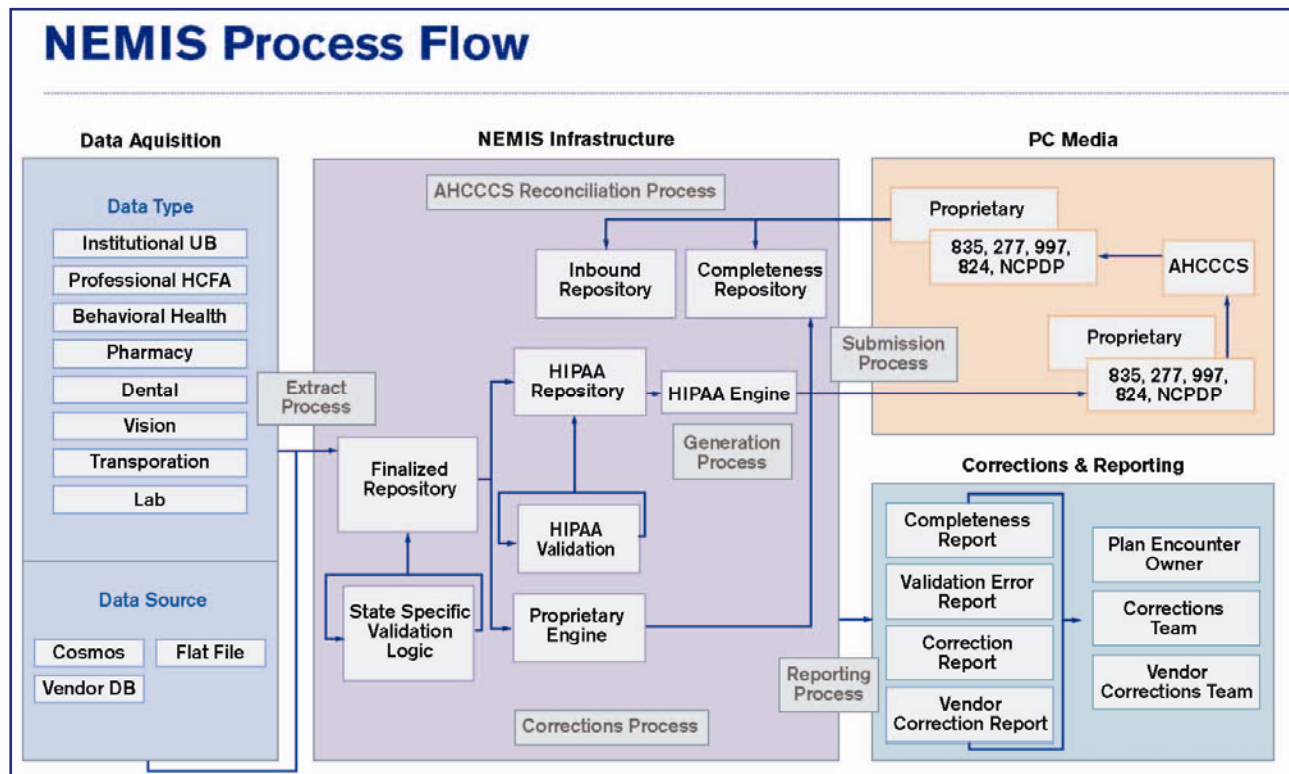 NEMIS Process Flow
Data Aquisition
Data Type
Institutional UB
Professional HCFA
Behavioral Health
Pharmacy
Dental
Vision
Transporation
Lab
Data Source
Cosmos
Flat File
Vendor DB
Extract
Process
NEMIS Infrastructure
AHCCCS Reconciliation Process
Inbound
Repository
Completeness
Repository
HIPAA
Repository
HIPAA Engine
Generation
Process
Finalized
Repository
HIPAA
Validation
State Specific
Validation
Logic
Proprietary
Engine
Corrections Process
Submission
Process
Reporting
Process
PC Media
Proprietary
835, 277, 997,
824, NCPDP
AHCCCS
Proprietary
835, 277, 997,
824, NCPDP
Corrections & Reporting
Completeness
Report
Validation Error
Report
Correction
Report
Vendor
Correction Report
Plan Encounter
Owner
Corrections
Team
Vendor
Corrections Team